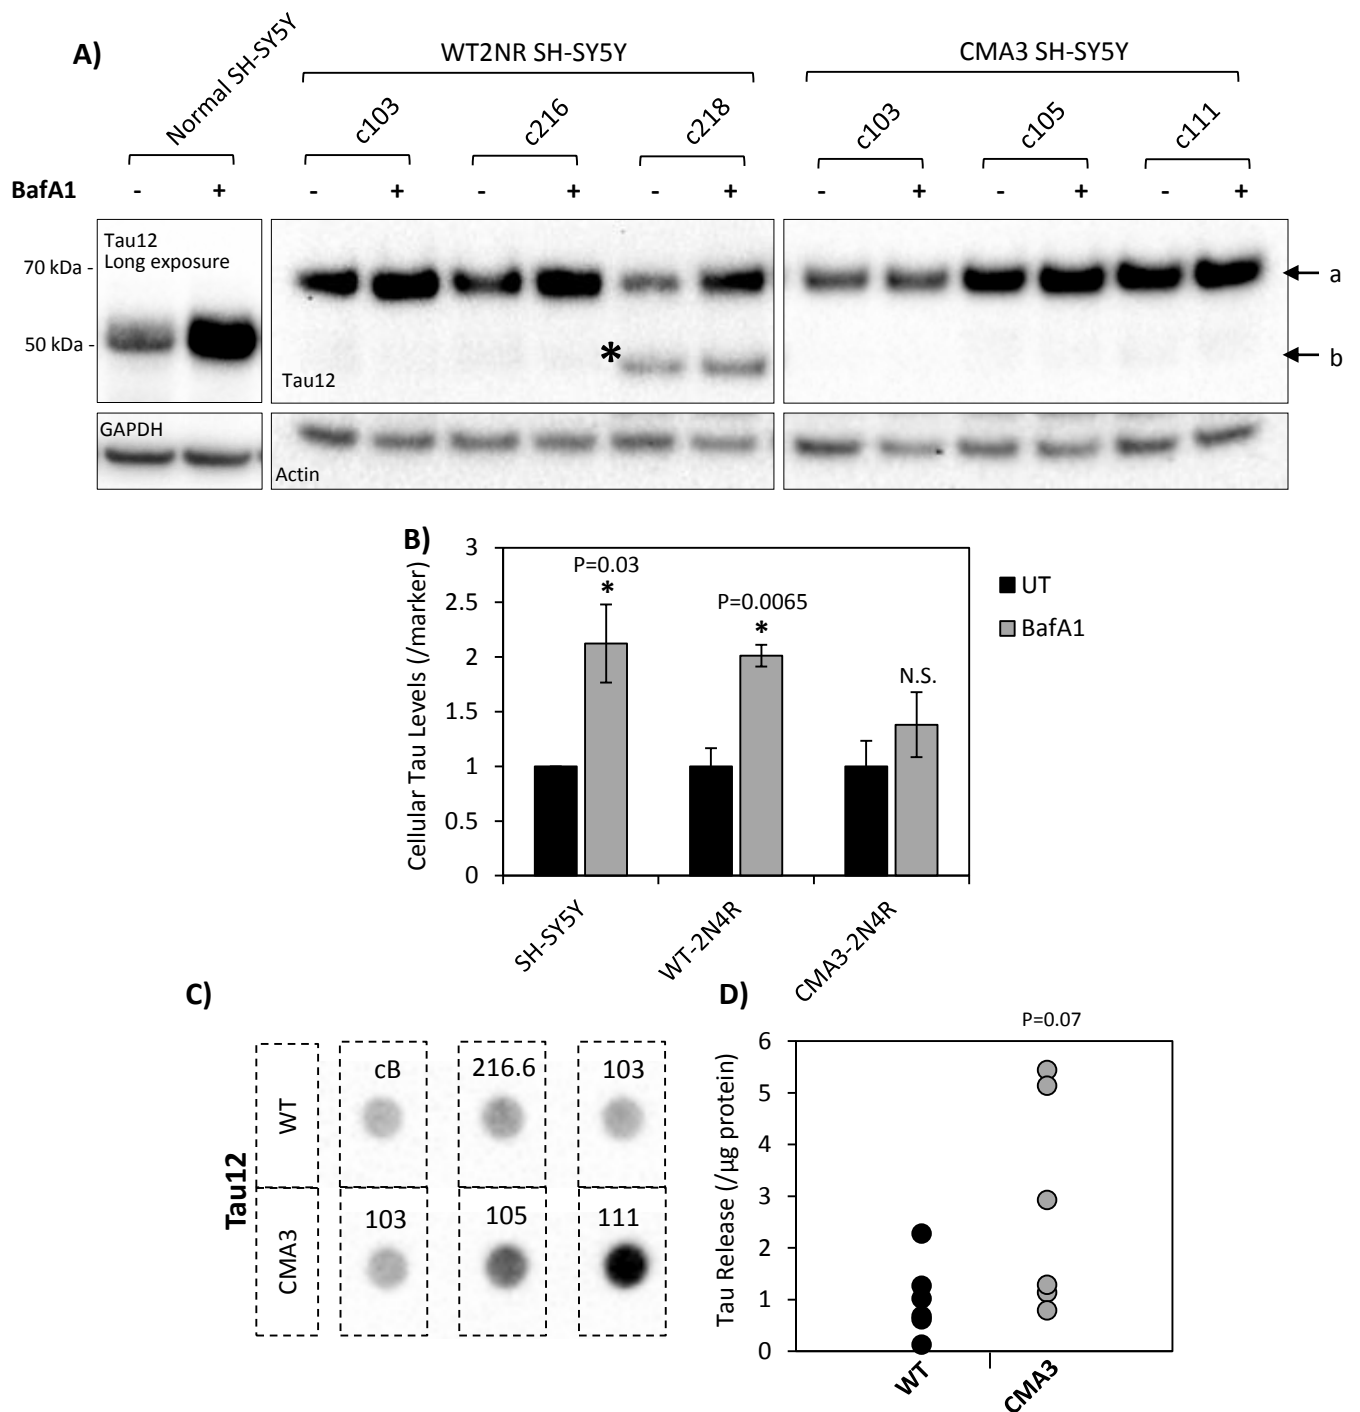 A)
Normal SH-SY5Y
WT2NR SH-SY5Y
CMA3 SH-SY5Y
c103
c216
c218
c103
c105
c111
BafA1
- + - + - + - + - + - + - +
Tau12
Long exposure
70 kDa -
50 kDa -
*
Tau12
a
b
GAPDH
Actin
B)
Cellular Tau Levels (/marker)
3
2.5
2
1.5
1
0.5
0
P=0.03
*
P=0.0065
*
N.S.
UT
BafA1
SH-SY5Y
WT-2N4R
CMA3-2N4R
C)
Tau12
WT
cB
216.6
103
CMA3
103
105
111
D)
P=0.07
Tau Release (/µg protein)
6
5
4
3
2
1
0
WT
CMA3